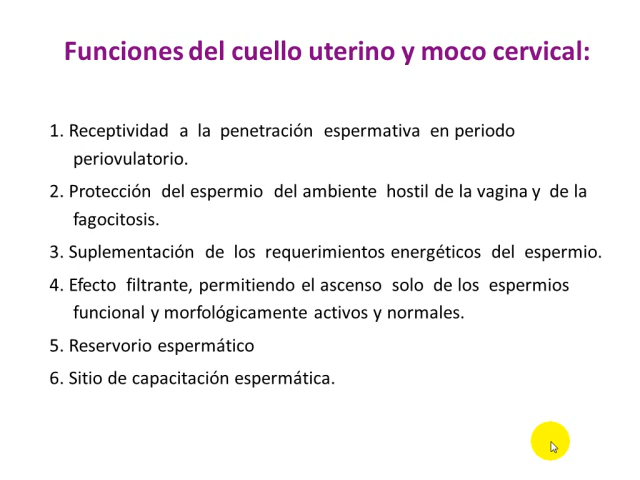 Funciones del cuello uterino y moco cervical:
1. Receptividad a la penetración espermativa en periodo
periovulatorio.
2. Protección del espermio del ambiente hostil de la vagina y de la
fagocitosis.
3. Suplementación de los requerimientos energéticos del espermio.
4. Efecto filtrante, permitiendo el ascenso solo de los espermios
funcional y morfológicamente activos y normales.
5. Reservorio espermático
6. Sitio de capacitación espermática.